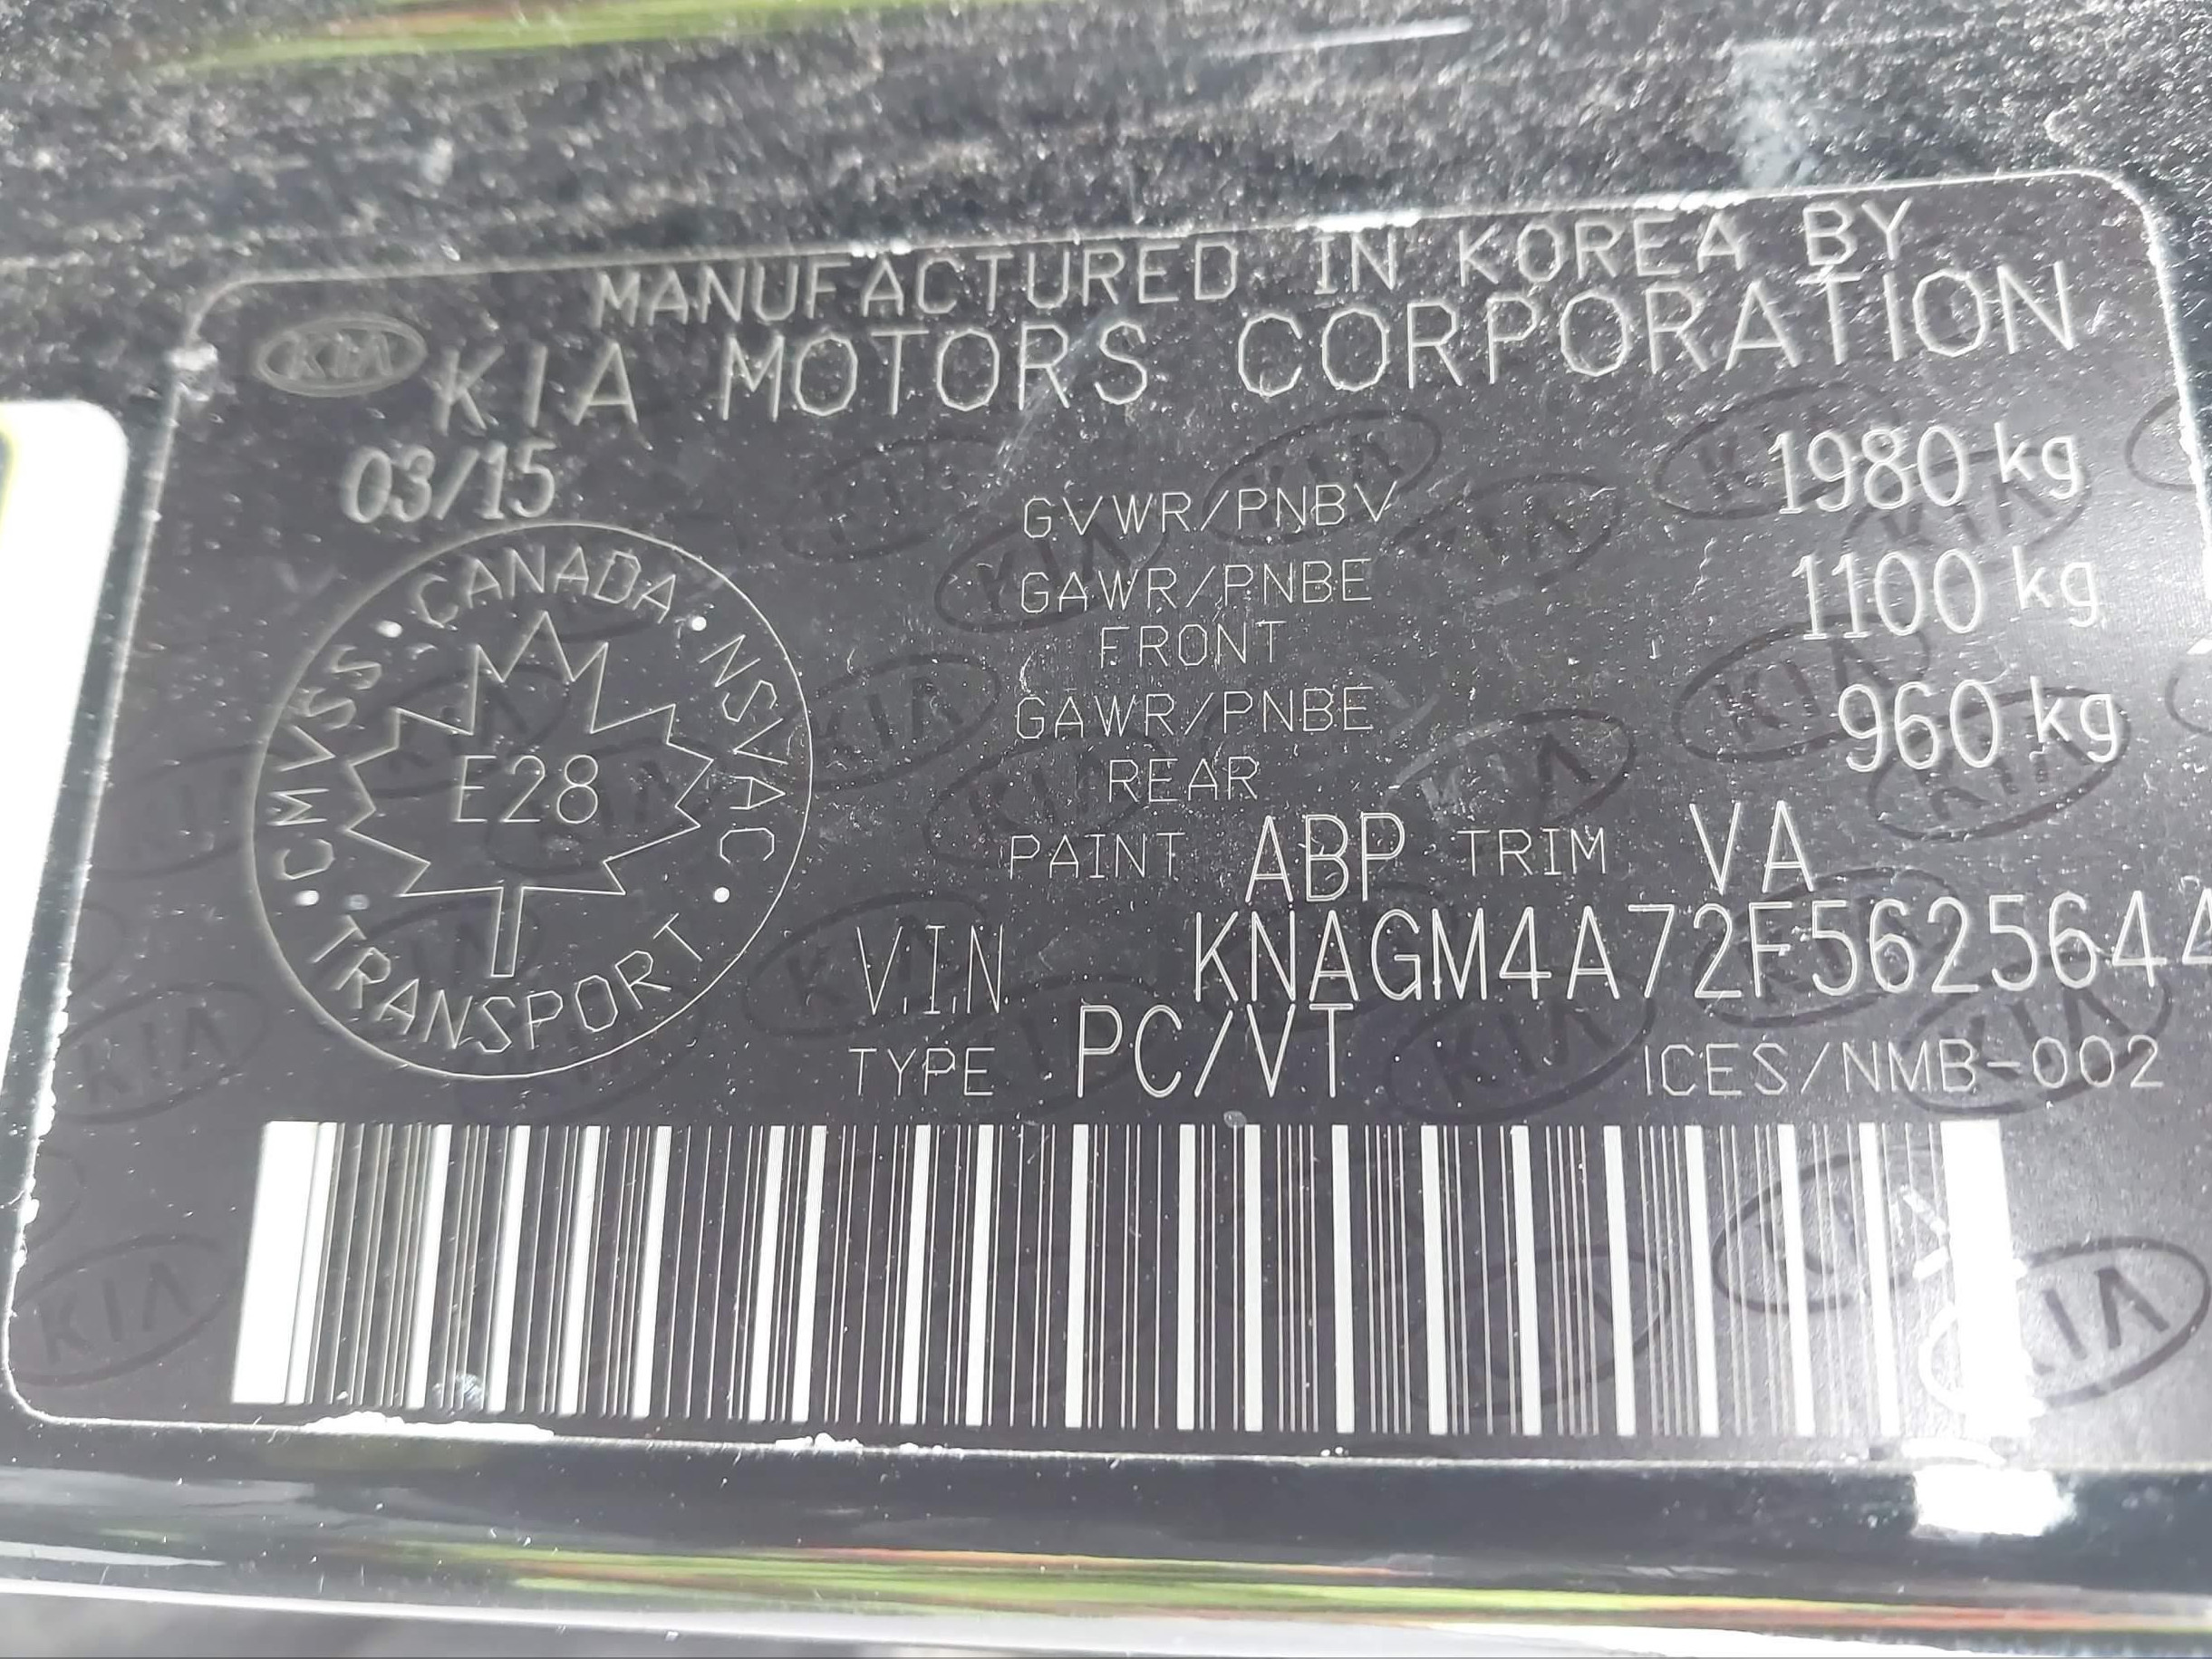 MANUFACTURED IN KOREA BY
KIA KIA MOTORS CORPORATION
03/15
GVWR/PNBV 1980 kg
GAWR/PNBE 1100 kg
FRONT
GAWR/PNBE 960 kg
REAR
CANADA · NSVAC · TRANSPORT · CMVSS
E28
PAINT ABP TRIM VA
V.I.N KNAGM4A72F5625644
TYPE PC/VT ICES/NMB-002